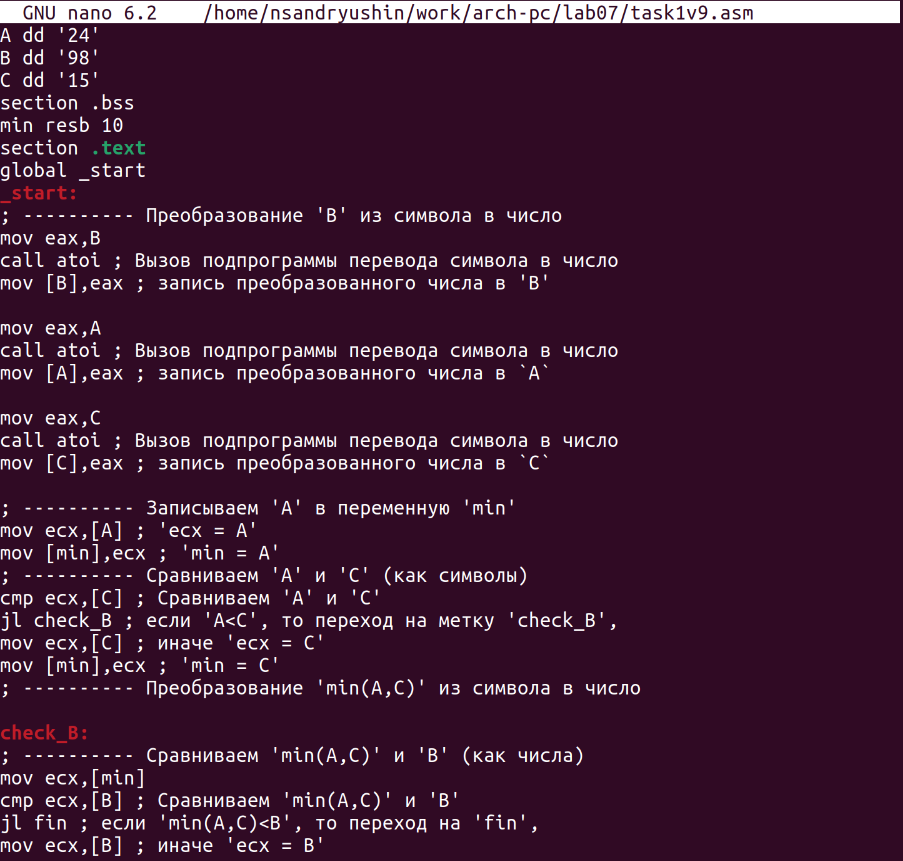 GNU nano 6.2 /home/nsandryushin/work/arch-pc/lab07/task1v9.asm
A dd '24'
B dd '98'
C dd '15'
section .bss
min resb 10
section .text
global _start
_start:
; ---------- Преобразование 'B' из символа в число
mov eax,B
call atoi ; Вызов подпрограммы перевода символа в число
mov [B],eax ; запись преобразованного числа в 'B'
mov eax,A
call atoi ; Вызов подпрограммы перевода символа в число
mov [A],eax ; запись преобразованного числа в `A`
mov eax,C
call atoi ; Вызов подпрограммы перевода символа в число
mov [C],eax ; запись преобразованного числа в `C`
; ---------- Записываем 'A' в переменную 'min'
mov ecx,[A] ; 'ecx = A'
mov [min],ecx ; 'min = A'
; ---------- Сравниваем 'A' и 'C' (как символы)
cmp ecx,[C] ; Сравниваем 'A' и 'C'
jl check_B ; если 'A<C', то переход на метку 'check_B',
mov ecx,[C] ; иначе 'ecx = C'
mov [min],ecx ; 'min = C'
; ---------- Преобразование 'min(A,C)' из символа в число
check_B:
; ---------- Сравниваем 'min(A,C)' и 'B' (как числа)
mov ecx,[min]
cmp ecx,[B] ; Сравниваем 'min(A,C)' и 'B'
jl fin ; если 'min(A,C)<B', то переход на 'fin',
mov ecx,[B] ; иначе 'ecx = B'